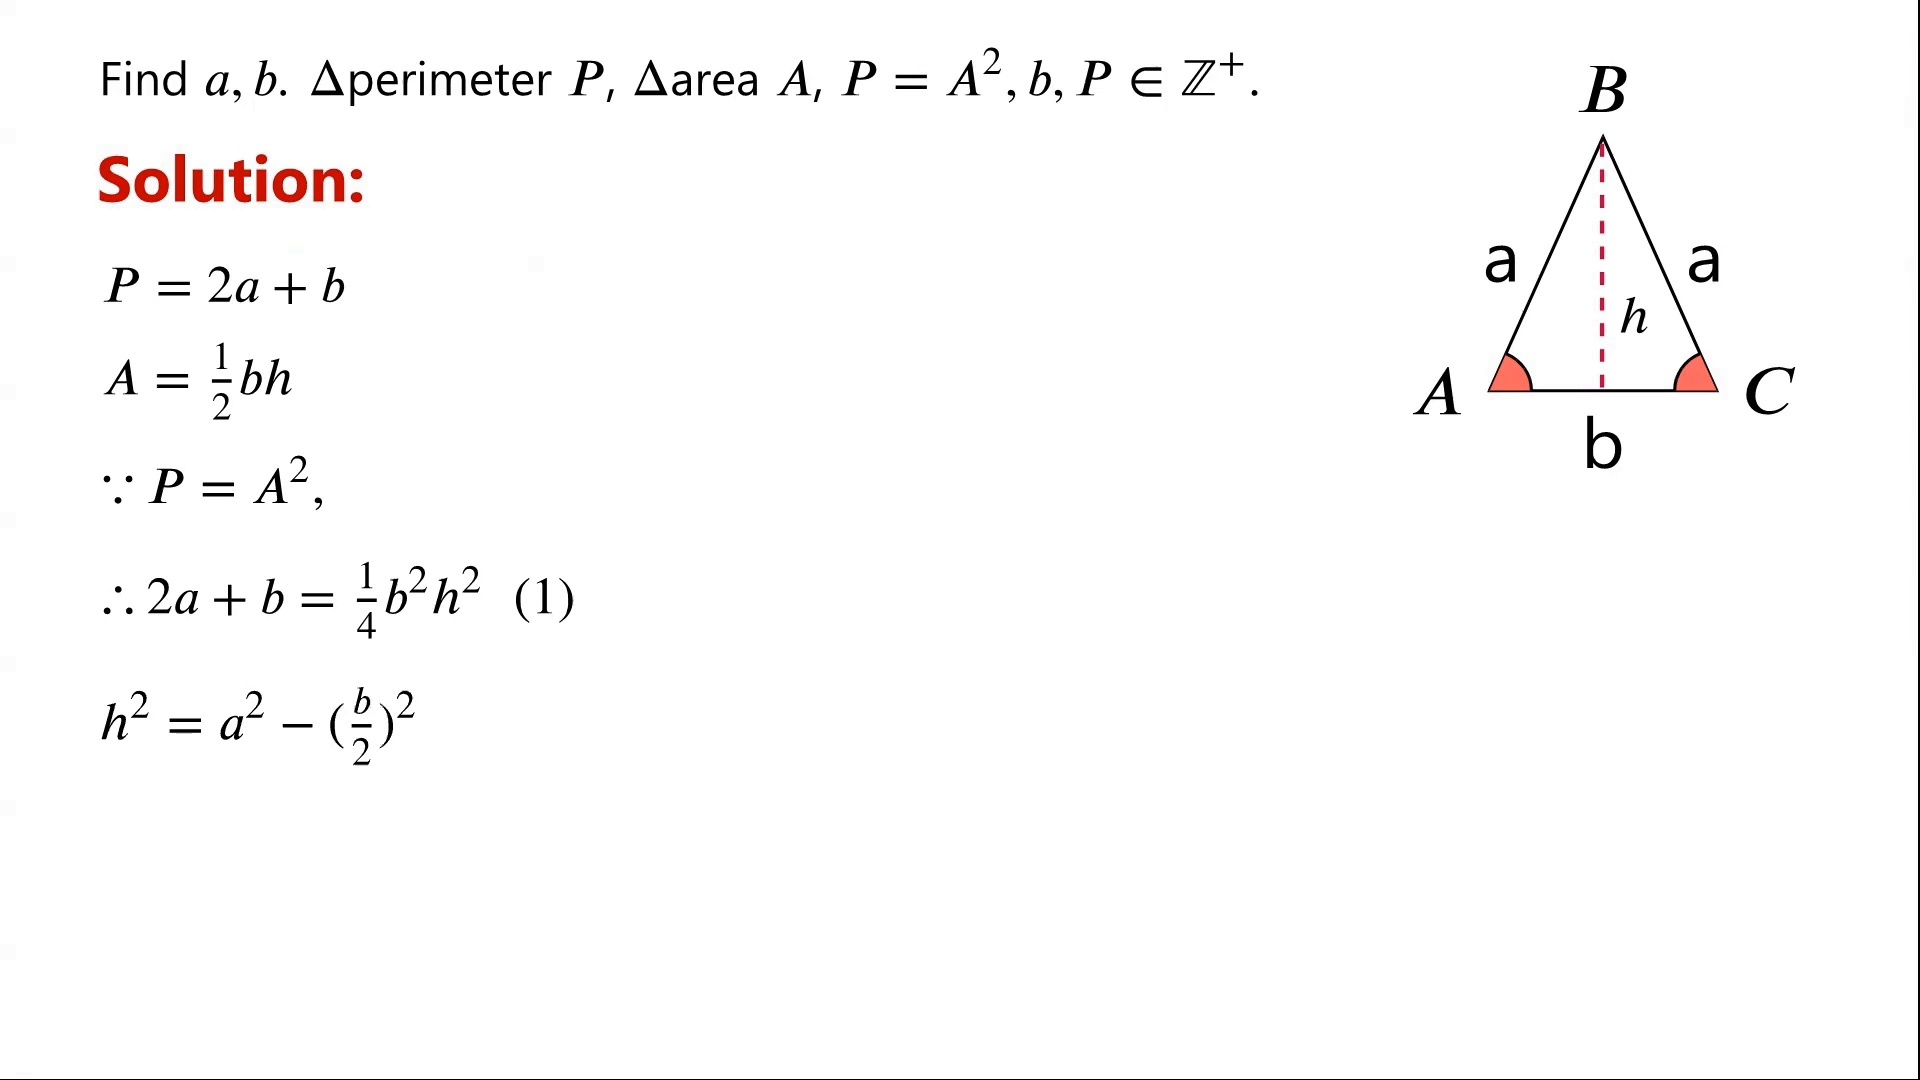 Find a, b. Δperimeter P, Δarea A, P = A², b, P ∈ ℤ⁺.
Solution:
P = 2a + b
A = ½bh
∵ P = A²,
∴ 2a + b = ¼b²h² (1)
h² = a² − (b/2)²
B
a
a
h
A
C
b